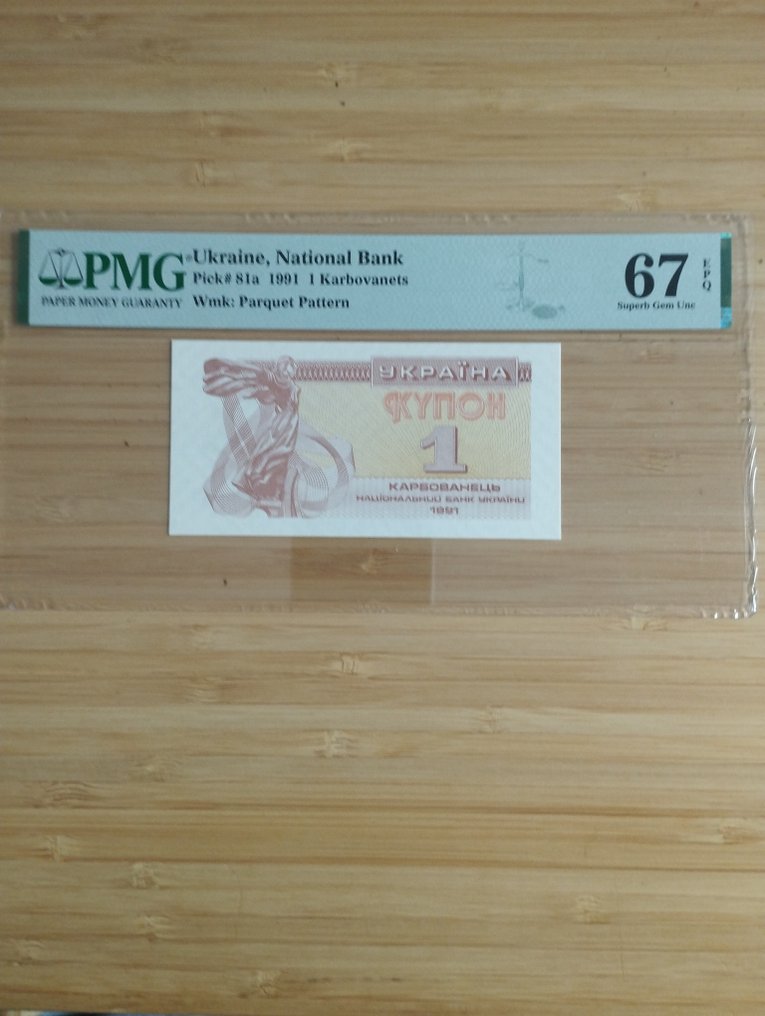 PMG
PAPER MONEY GUARANTY
Ukraine, National Bank
Pick# 81a 1991 1 Karbovanets
Wmk: Parquet Pattern
67
EPQ
Superb Gem Unc
УКРАЇНА
КУПОН
1
КАРБОВАНЕЦЬ
НАЦІОНАЛЬНИЙ БАНК УКРАЇНИ
1991